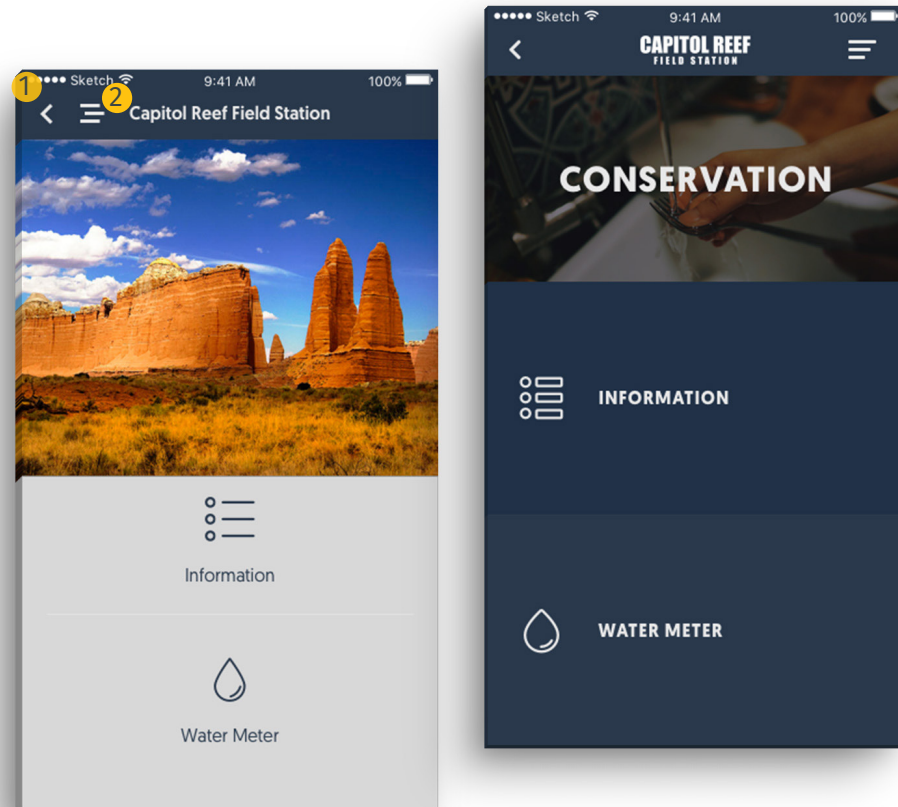 1
Sketch 9:41 AM 100%
2
Capitol Reef Field Station
Information
Water Meter
Sketch 9:41 AM 100%
CAPITOL REEF
FIELD STATION
CONSERVATION
INFORMATION
WATER METER